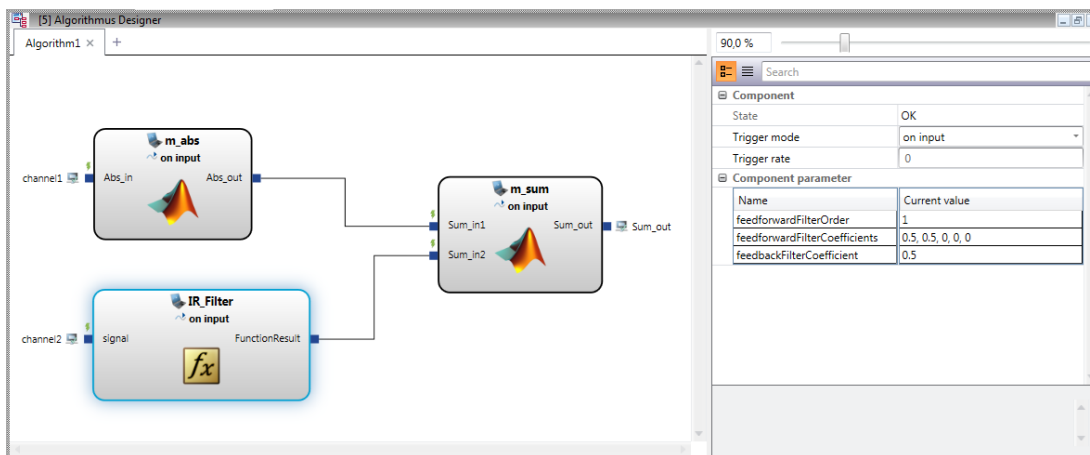 [5] Algorithmus Designer
Algorithm1 × +
90,0 %
Search
Component
State OK
Trigger mode on input
Trigger rate 0
Component parameter
Name Current value
feedforwardFilterOrder 1
feedforwardFilterCoefficients 0.5, 0.5, 0, 0, 0
feedbackFilterCoefficient 0.5
m_abs
on input
channel1 Abs_in Abs_out
m_sum
on input
Sum_in1 Sum_out Sum_out
Sum_in2
IR_Filter
on input
channel2 signal FunctionResult
fx